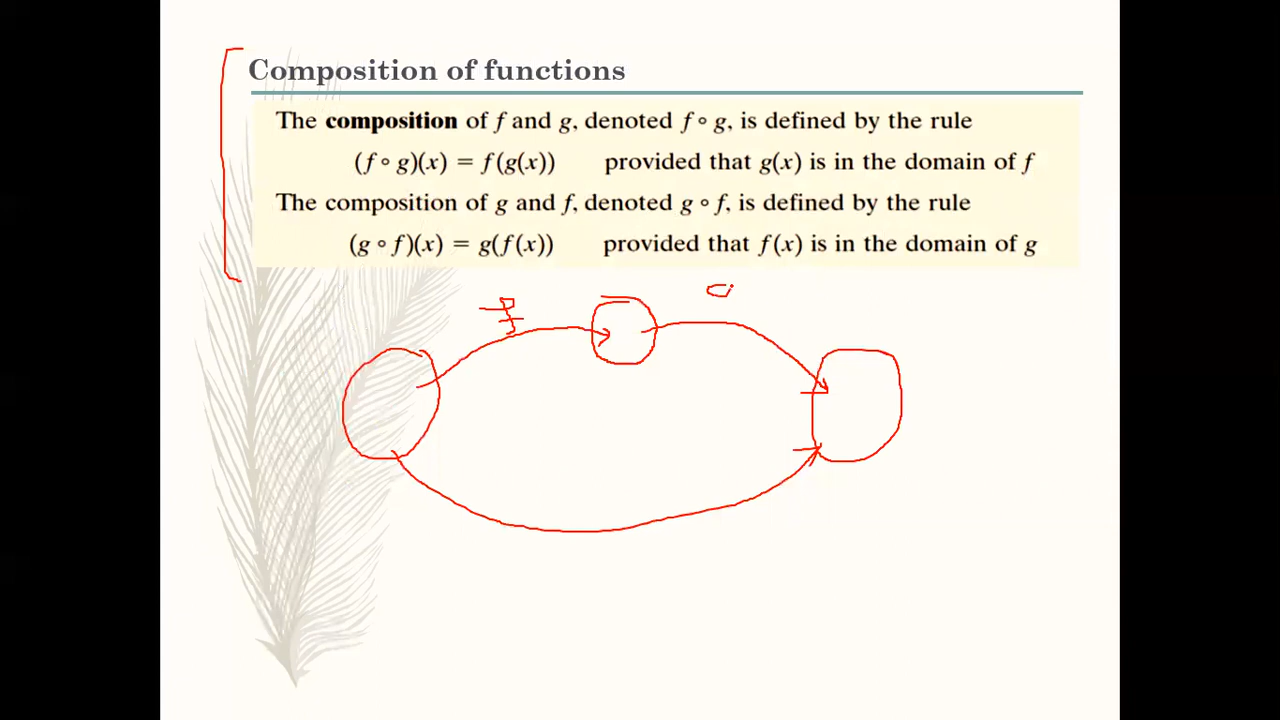 Composition of functions
The composition of f and g, denoted f ∘ g, is defined by the rule
(f ∘ g)(x) = f(g(x)) provided that g(x) is in the domain of f
The composition of g and f, denoted g ∘ f, is defined by the rule
(g ∘ f)(x) = g(f(x)) provided that f(x) is in the domain of g
f